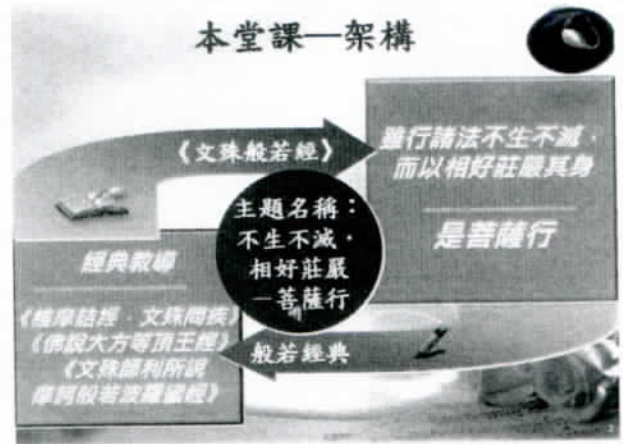 本堂課—架構
《文殊般若經》
雖行諸法不生不滅，
而以相好莊嚴其身
是菩薩行
主題名稱：
不生不滅，
相好莊嚴
—菩薩行
經典教導
《維摩詰經．文殊問疾》
《佛說大方等頂王經》
《文殊師利所說
摩訶般若波羅蜜經》
般若經典
2